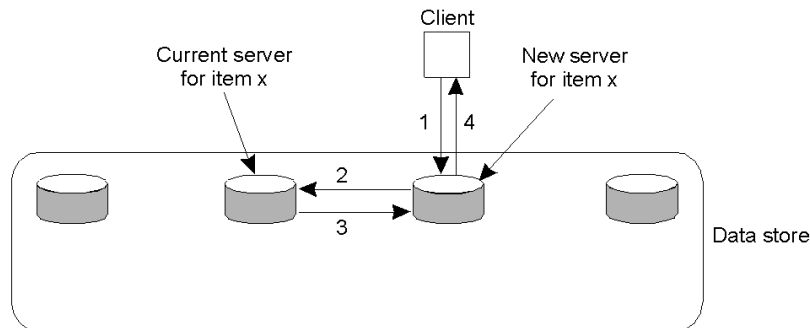 Client
Current server
for item x
New server
for item x
1
4
2
3
Data store